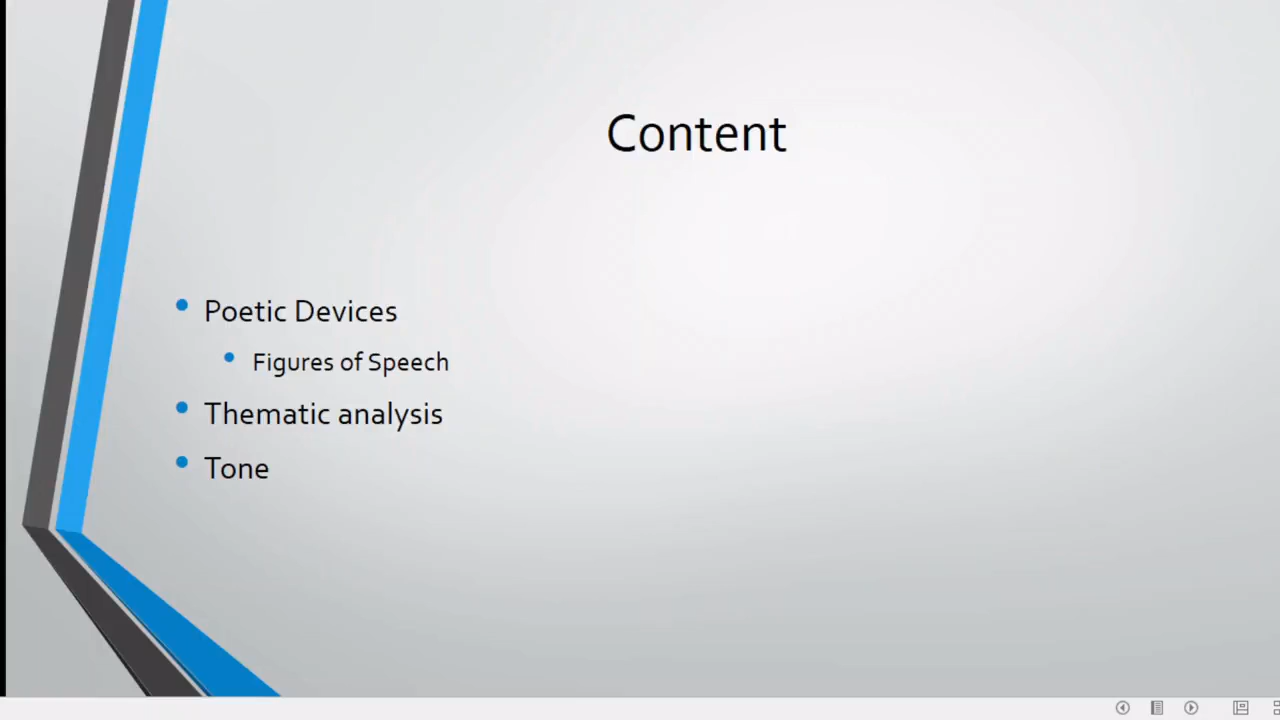 Content
Poetic Devices
Figures of Speech
Thematic analysis
Tone